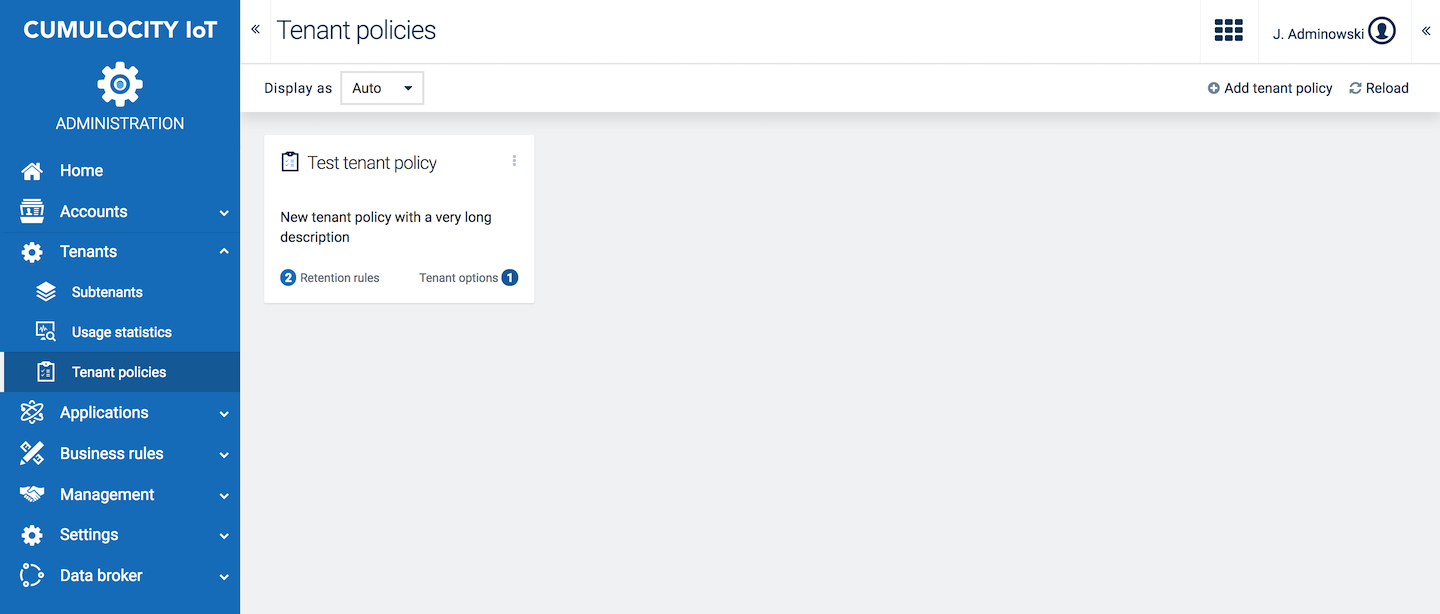 CUMULOCITY IoT
ADMINISTRATION
Home
Accounts
Tenants
Subtenants
Usage statistics
Tenant policies
Applications
Business rules
Management
Settings
Data broker
Tenant policies
J. Adminowski
Display as
Auto
Add tenant policy
Reload
Test tenant policy
New tenant policy with a very long
description
2 Retention rules
Tenant options 1